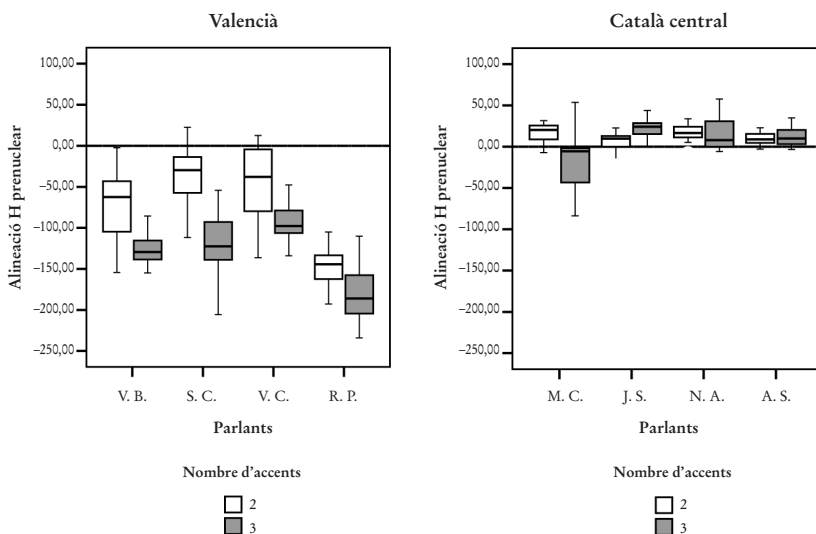 Valencià
Alineació H prenuclear
100,00
50,00
0,00
−50,00
−100,00
−150,00
−200,00
−250,00
V. B. S. C. V. C. R. P.
Parlants
Nombre d’accents
2
3
Català central
Alineació H prenuclear
100,00
50,00
0,00
−50,00
−100,00
−150,00
−200,00
−250,00
M. C. J. S. N. A. A. S.
Parlants
Nombre d’accents
2
3